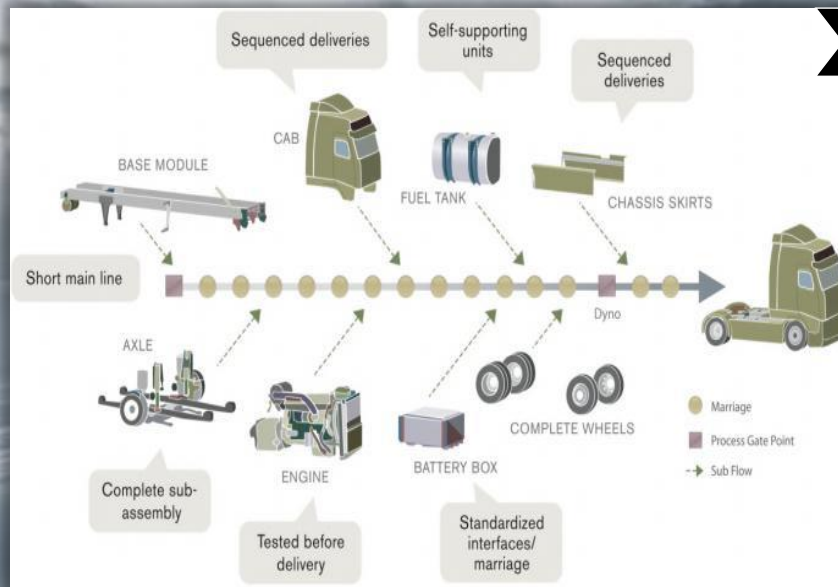 Sequenced deliveries
Self-supporting
units
Sequenced
deliveries
CAB
BASE MODULE
FUEL TANK
CHASSIS SKIRTS
Short main line
Dyno
AXLE
Marriage
COMPLETE WHEELS
Process Gate Point
BATTERY BOX
ENGINE
Sub Flow
Complete sub-
assembly
Standardized
interfaces/
marriage
Tested before
delivery